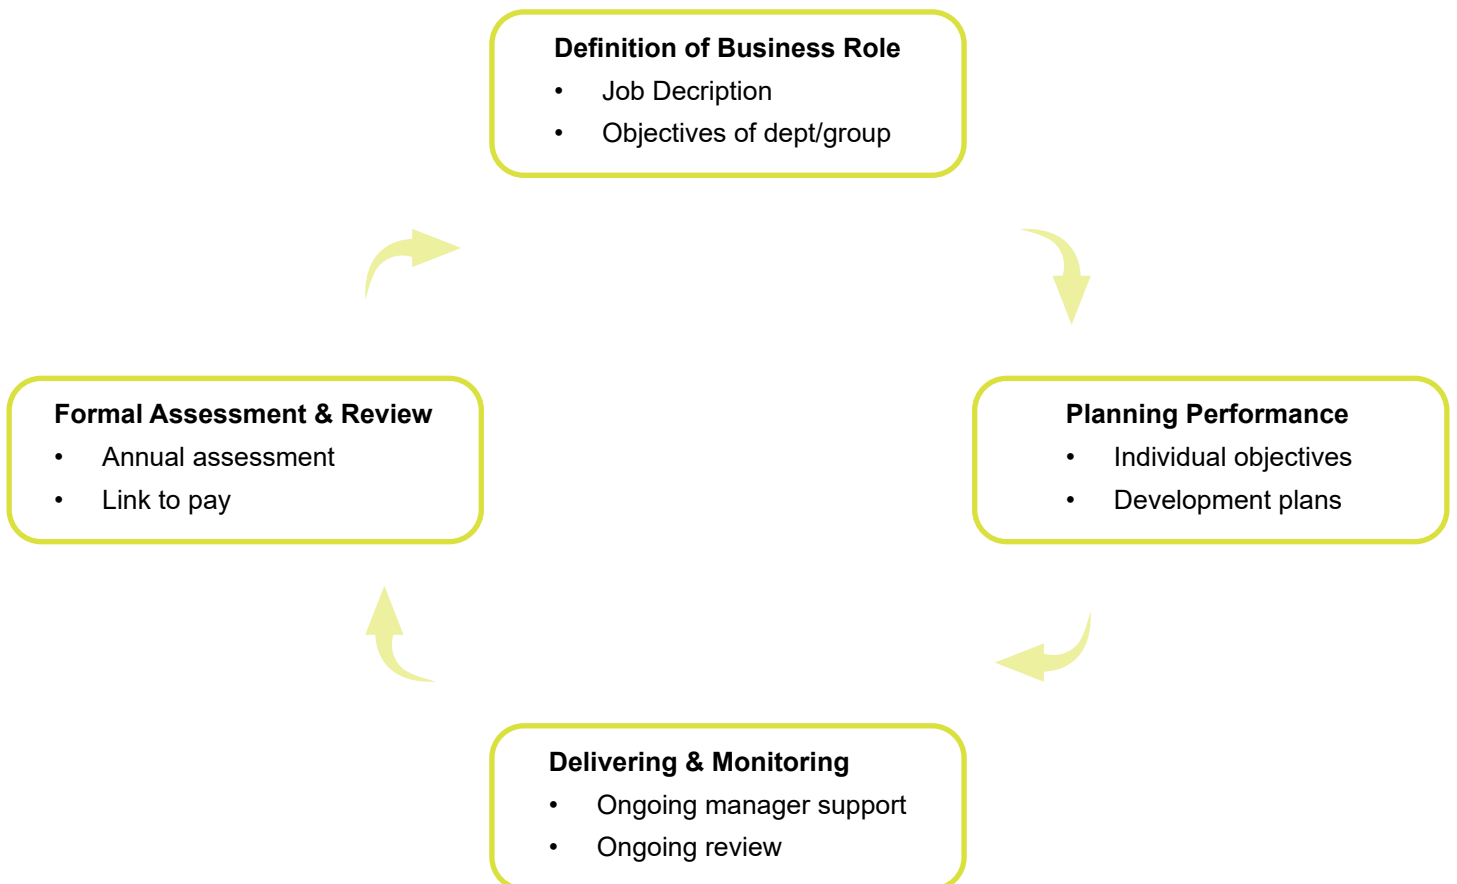 Definition of Business Role
• Job Decription
• Objectives of dept/group
Formal Assessment & Review
• Annual assessment
• Link to pay
Planning Performance
• Individual objectives
• Development plans
Delivering & Monitoring
• Ongoing manager support
• Ongoing review